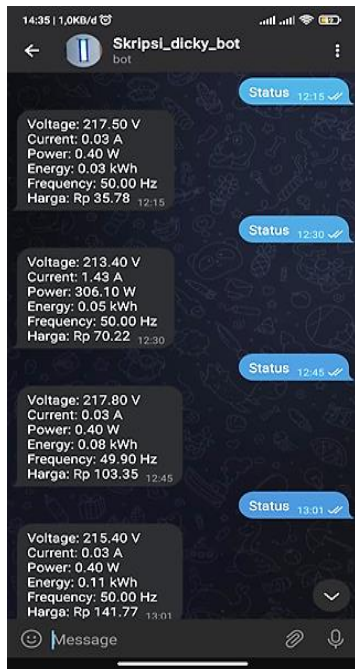 14:35 | 1,0KB/d
Skripsi_dicky_bot
bot
Status 12:15
Voltage: 217.50 V
Current: 0.03 A
Power: 0.40 W
Energy: 0.03 kWh
Frequency: 50.00 Hz
Harga: Rp 35.78 12:15
Status 12:30
Voltage: 213.40 V
Current: 1.43 A
Power: 306.10 W
Energy: 0.05 kWh
Frequency: 50.00 Hz
Harga: Rp 70.22 12:30
Status 12:45
Voltage: 217.80 V
Current: 0.03 A
Power: 0.40 W
Energy: 0.08 kWh
Frequency: 49.90 Hz
Harga: Rp 103.35 12:45
Status 13:01
Voltage: 215.40 V
Current: 0.03 A
Power: 0.40 W
Energy: 0.11 kWh
Frequency: 50.00 Hz
Harga: Rp 141.77 13:01
Message